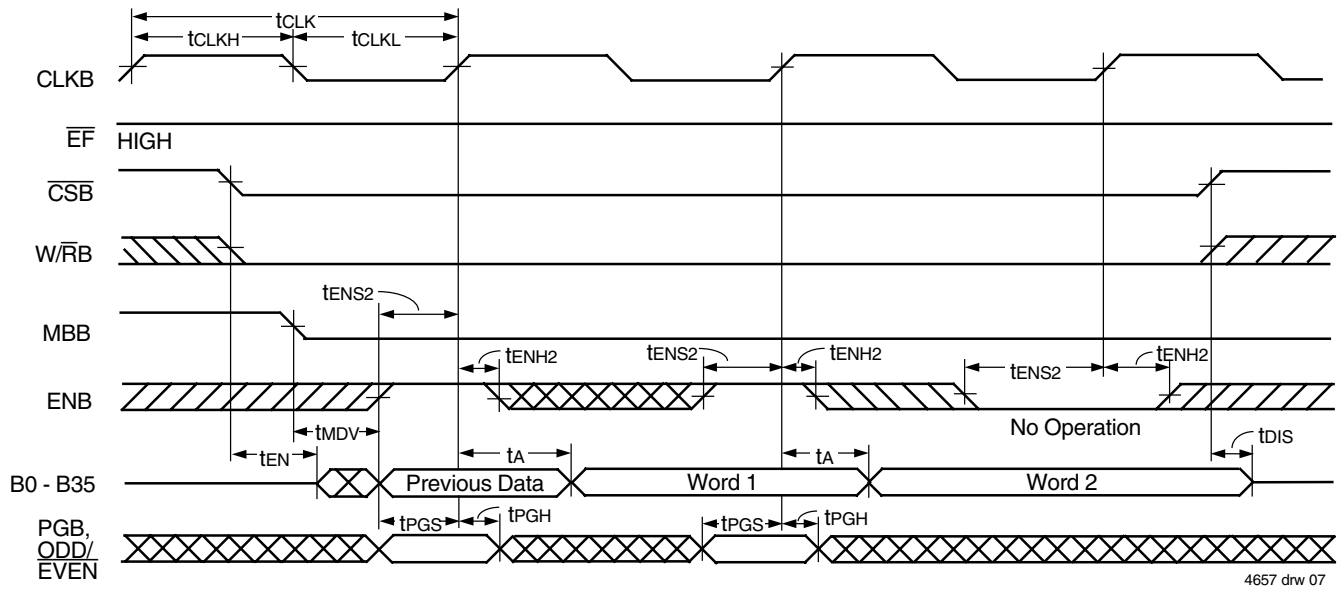 tCLK
tCLKH tCLKL
CLKB
EF HIGH
CSB
W/RB
tENS2
MBB
tENH2 tENS2 tENH2 tENS2 tENH2
ENB
No Operation
tMDV
tEN tA tA tDIS
B0 - B35 Previous Data Word 1 Word 2
tPGS tPGH tPGS tPGH
PGB,
ODD/
EVEN
4657 drw 07